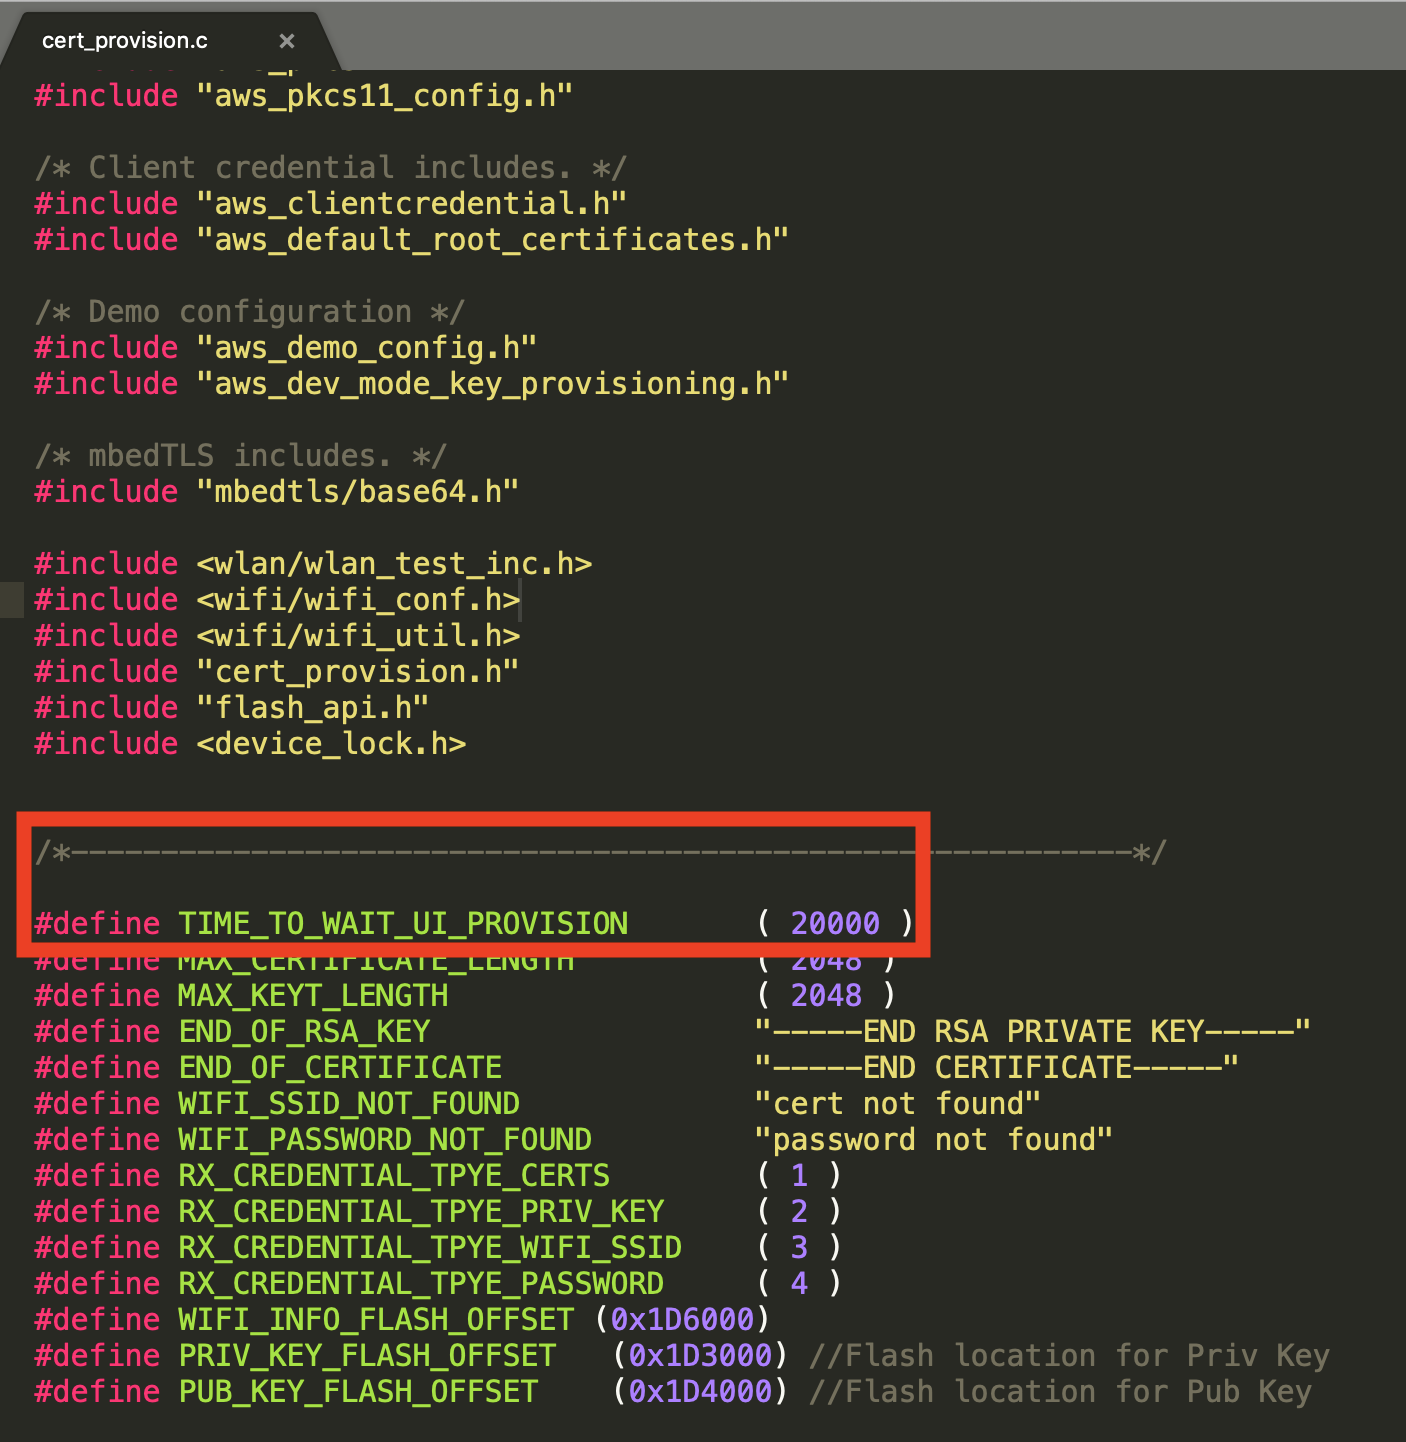 cert_provision.c ×
#include "aws_pkcs11_config.h"
/* Client credential includes. */
#include "aws_clientcredential.h"
#include "aws_default_root_certificates.h"
/* Demo configuration */
#include "aws_demo_config.h"
#include "aws_dev_mode_key_provisioning.h"
/* mbedTLS includes. */
#include "mbedtls/base64.h"
#include <wlan/wlan_test_inc.h>
#include <wifi/wifi_conf.h>
#include <wifi/wifi_util.h>
#include "cert_provision.h"
#include "flash_api.h"
#include <device_lock.h>
/*-----------------------------------------------------------*/
#define TIME_TO_WAIT_UI_PROVISION ( 20000 )
#define MAX_CERTIFICATE_LENGTH ( 2048 )
#define MAX_KEYT_LENGTH ( 2048 )
#define END_OF_RSA_KEY "-----END RSA PRIVATE KEY-----"
#define END_OF_CERTIFICATE "-----END CERTIFICATE-----"
#define WIFI_SSID_NOT_FOUND "cert not found"
#define WIFI_PASSWORD_NOT_FOUND "password not found"
#define RX_CREDENTIAL_TPYE_CERTS ( 1 )
#define RX_CREDENTIAL_TPYE_PRIV_KEY ( 2 )
#define RX_CREDENTIAL_TPYE_WIFI_SSID ( 3 )
#define RX_CREDENTIAL_TPYE_PASSWORD ( 4 )
#define WIFI_INFO_FLASH_OFFSET (0x1D6000)
#define PRIV_KEY_FLASH_OFFSET (0x1D3000) //Flash location for Priv Key
#define PUB_KEY_FLASH_OFFSET (0x1D4000) //Flash location for Pub Key